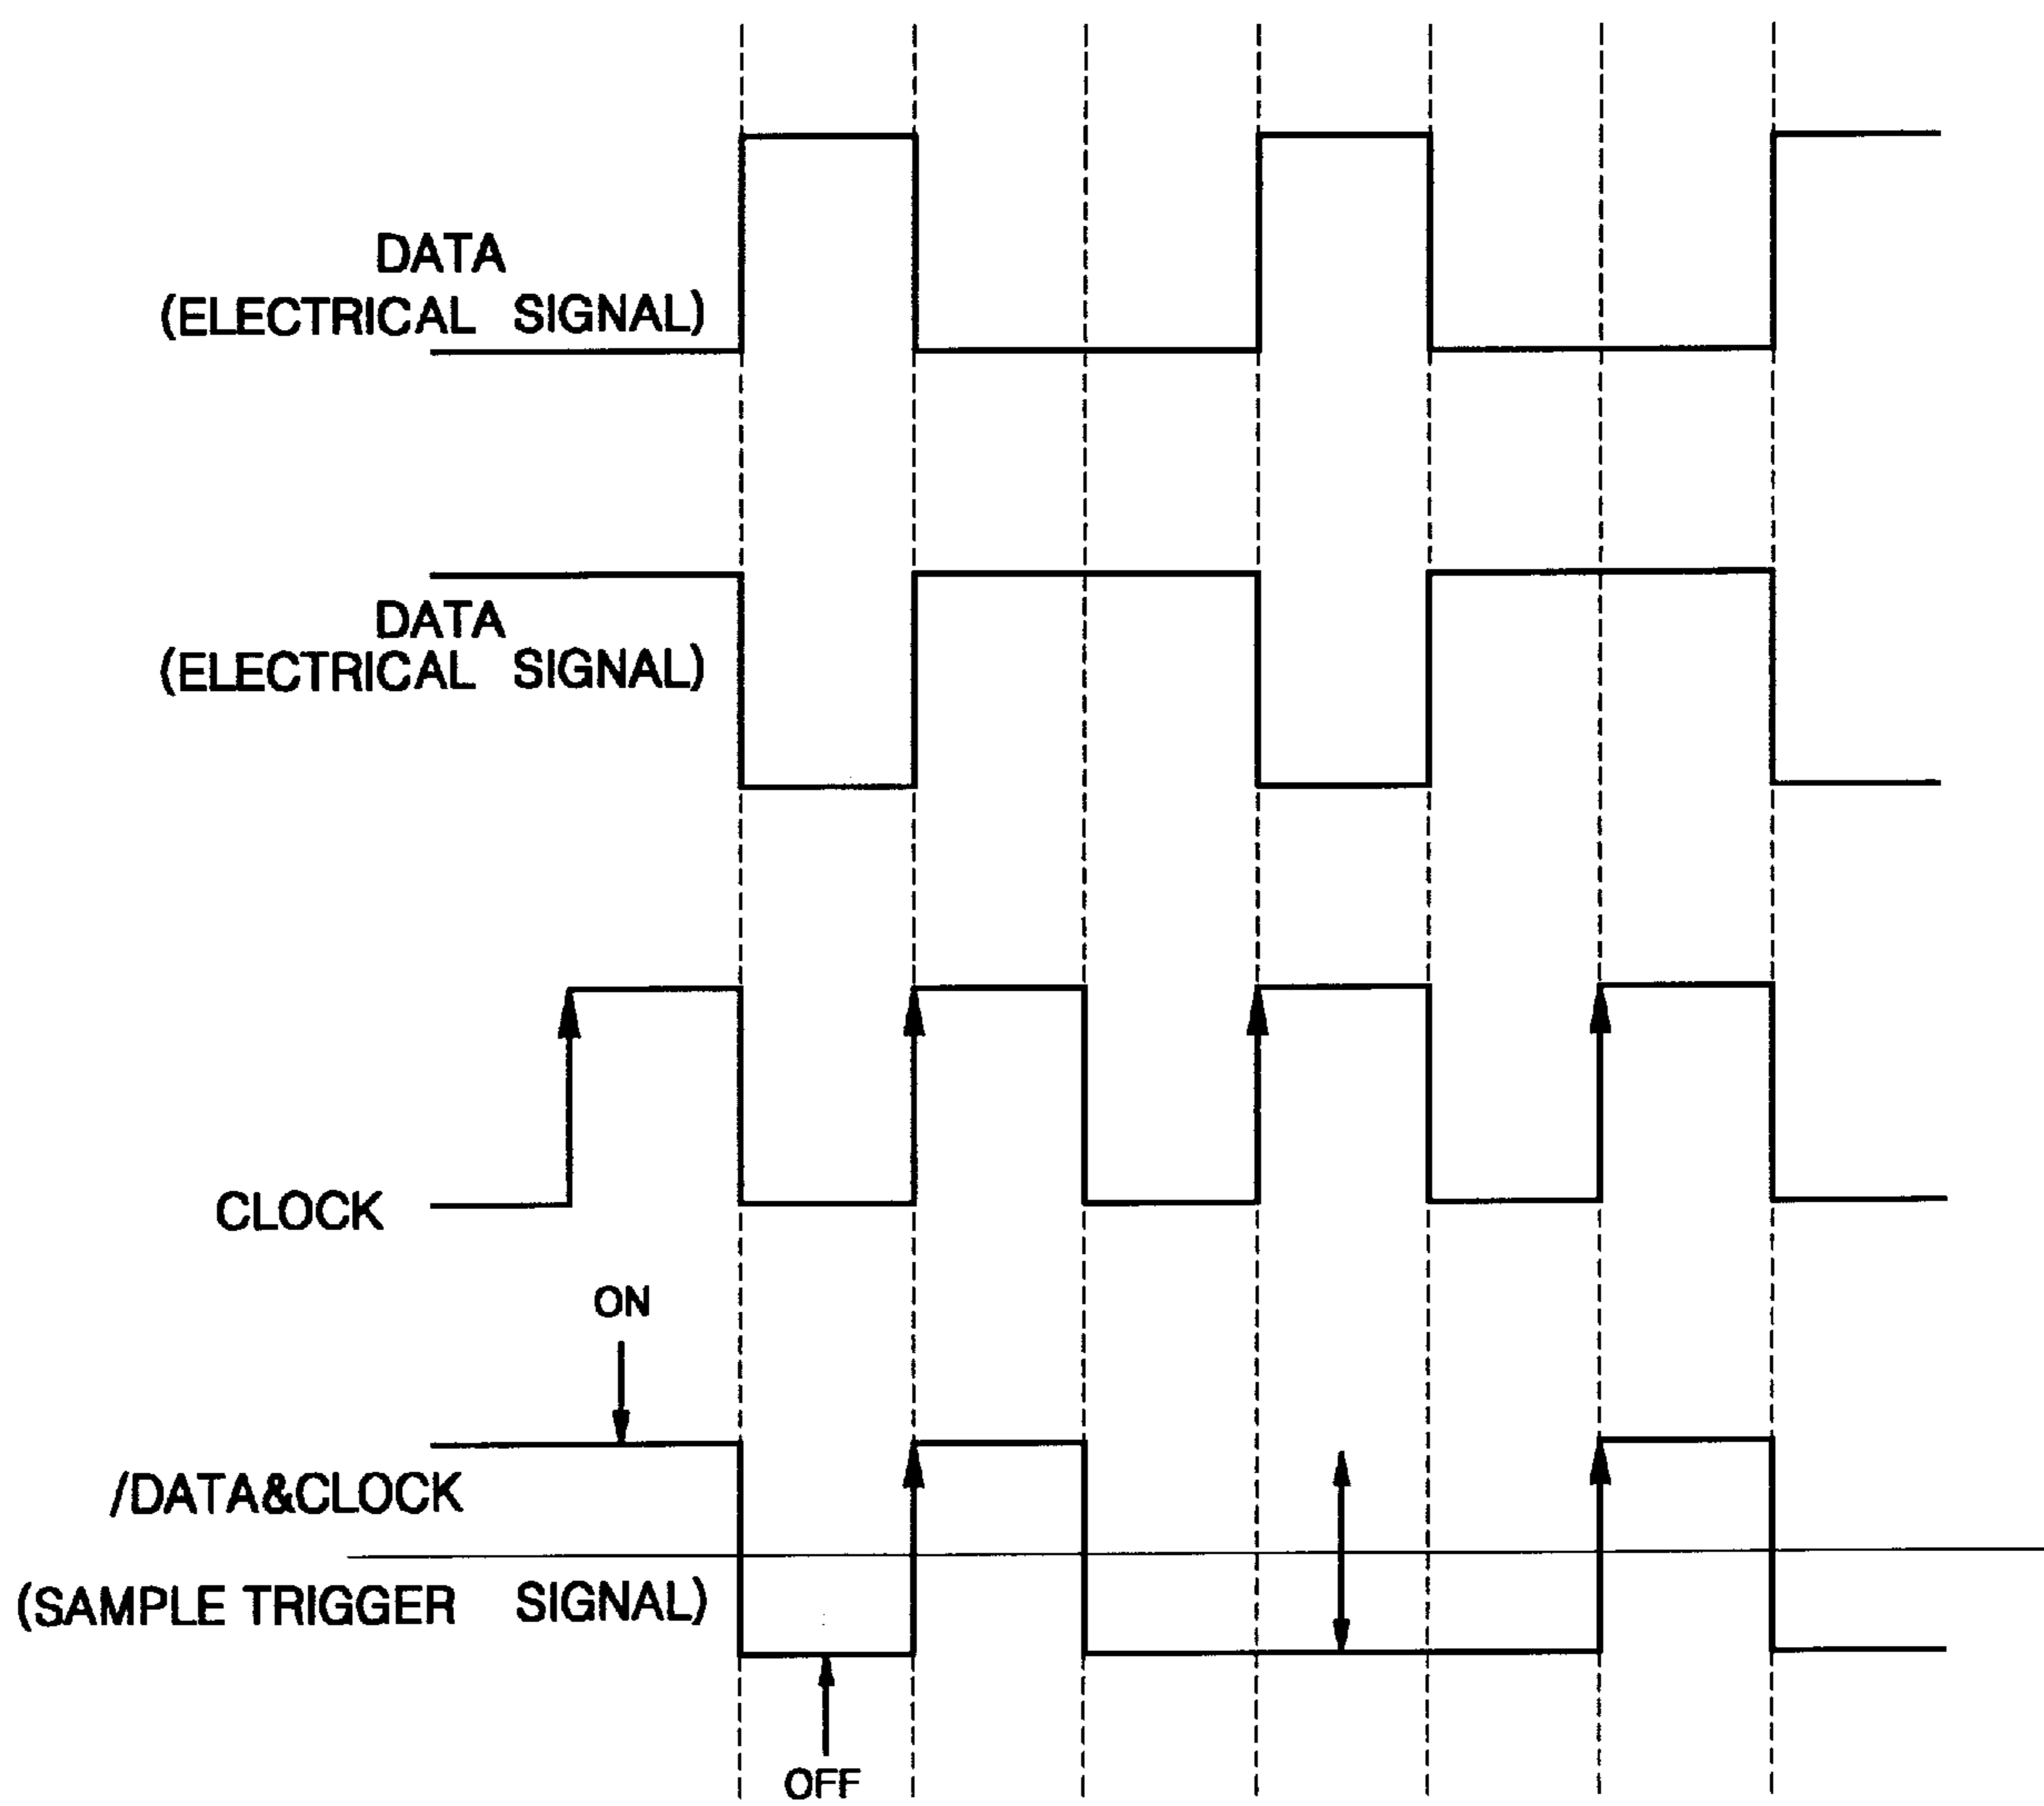 DATA
(ELECTRICAL SIGNAL)
DATA
(ELECTRICAL SIGNAL)
CLOCK
ON
/DATA&CLOCK
(SAMPLE TRIGGER SIGNAL)
OFF